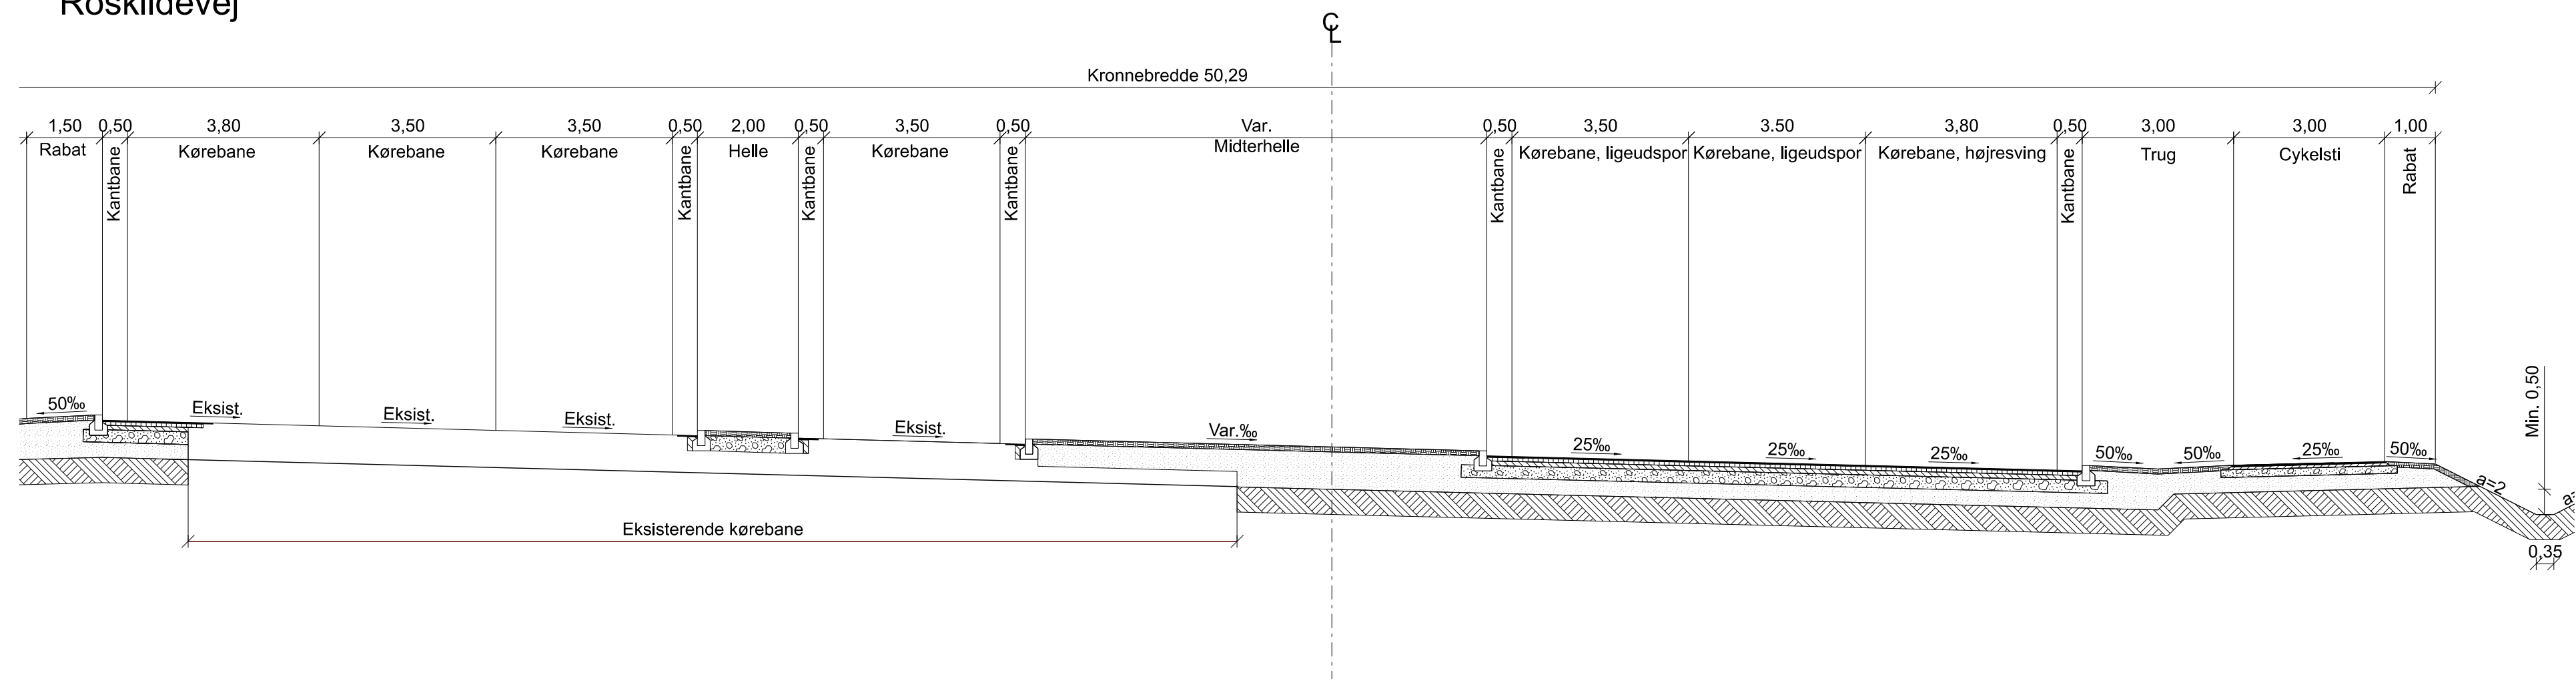 Roskildevej
C
L
Kronnebredde 50,29
1,50 0,50 3,80 3,50 3,50 0,50 2,00 0,50 3,50 0,50 Var. 0,50 3,50 3.50 3,80 0,50 3,00 3,00 1,00
Rabat Kantbane Kørebane Kørebane Kørebane Kantbane Helle Kantbane Kørebane Kantbane Midterhelle Kantbane Kørebane, ligeudspor Kørebane, ligeudspor Kørebane, højresving Kantbane Trug Cykelsti Rabat
50‰ Eksist. Eksist. Eksist. Eksist. Var.‰ 25‰ 25‰ 25‰ 50‰ 50‰ 25‰ 50‰ Min. 0,50
a=2 a=
Eksisterende kørebane
0,35